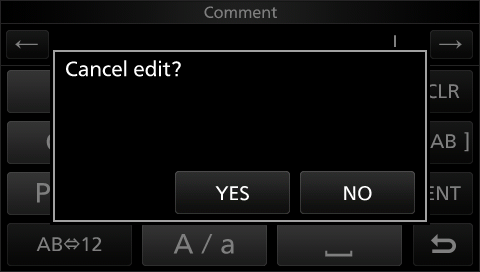 Comment
Cancel edit?
CLR
AB ]
YES NO
ENT
AB⇔12 A / a